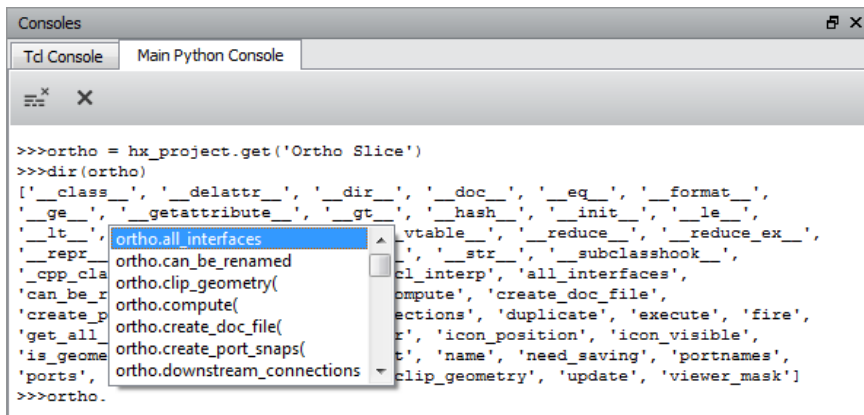 Consoles
Tcl Console Main Python Console
>>>ortho = hx_project.get('Ortho Slice')
>>>dir(ortho)
['__class__', '__delattr__', '__dir__', '__doc__', '__eq__', '__format__',
'__ge__', '__getattribute__', '__gt__', '__hash__', '__init__', '__le__',
'__lt__', vtable__', '__reduce__', '__reduce_ex__',
'__repr__ ', '__str__', '__subclasshook__',
'_cpp_cla cl_interp', 'all_interfaces',
'can_be_r ompute', 'create_doc_file',
'create_p ections', 'duplicate', 'execute', 'fire',
'get_all_ r', 'icon_position', 'icon_visible',
'is_geome t', 'name', 'need_saving', 'portnames',
'ports', clip_geometry', 'update', 'viewer_mask']
>>>ortho.
ortho.all_interfaces
ortho.can_be_renamed
ortho.clip_geometry(
ortho.compute(
ortho.create_doc_file(
ortho.create_port_snaps(
ortho.downstream_connections